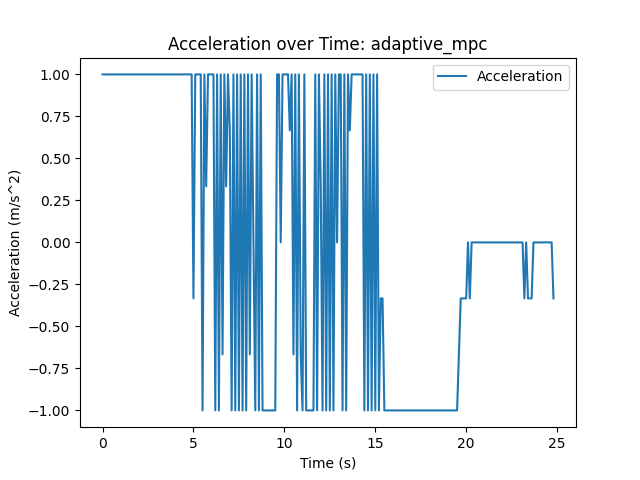 Acceleration over Time: adaptive_mpc
Acceleration
1.00
0.75
0.50
0.25
0.00
−0.25
−0.50
−0.75
−1.00
Acceleration (m/s^2)
0 5 10 15 20 25
Time (s)